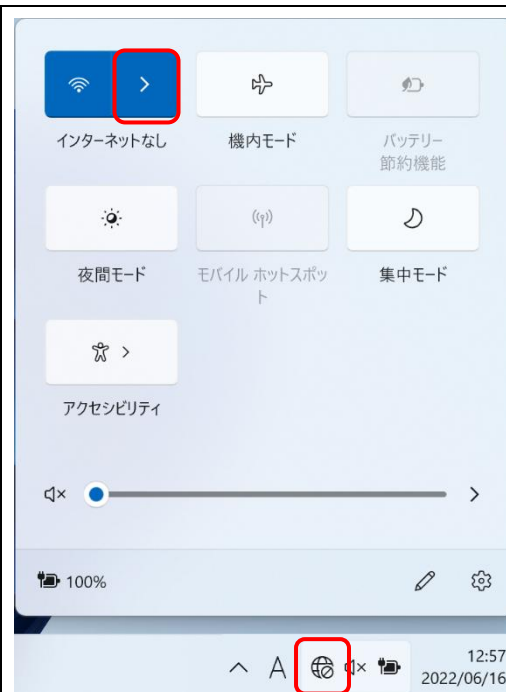 インターネットなし
機内モード
バッテリー
節約機能
夜間モード
モバイル ホットスポッ
ト
集中モード
アクセシビリティ
100%
A
12:57
2022/06/16